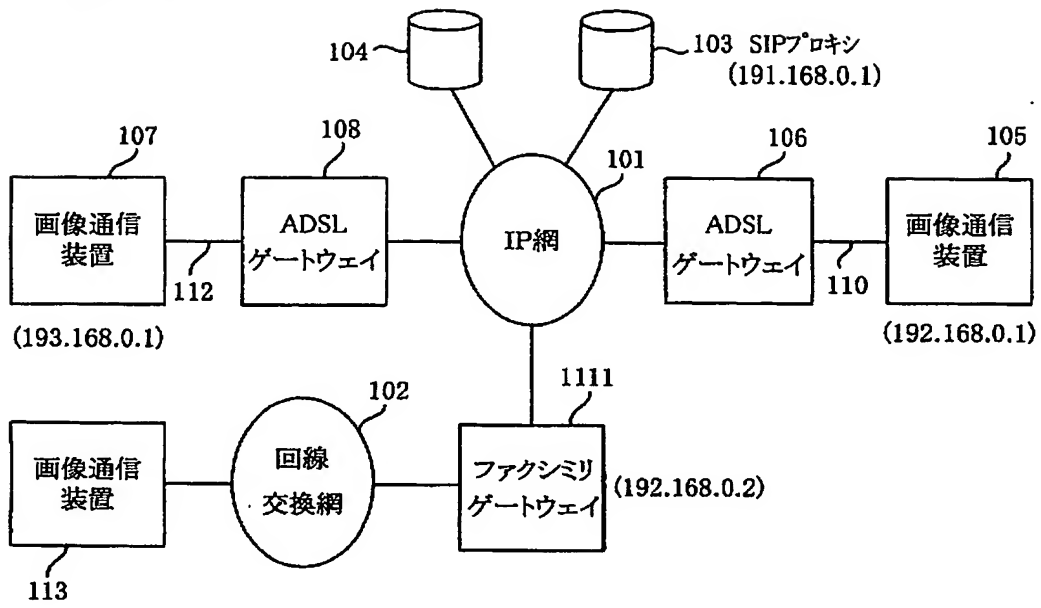 104
103 SIPプロキシ
(191.168.0.1)
107
108
101
106
105
画像通信
装置
ADSL
ゲートウェイ
IP網
ADSL
ゲートウェイ
画像通信
装置
112
110
(193.168.0.1)
(192.168.0.1)
102
1111
画像通信
装置
回線
交換網
ファクシミリ
ゲートウェイ
(192.168.0.2)
113